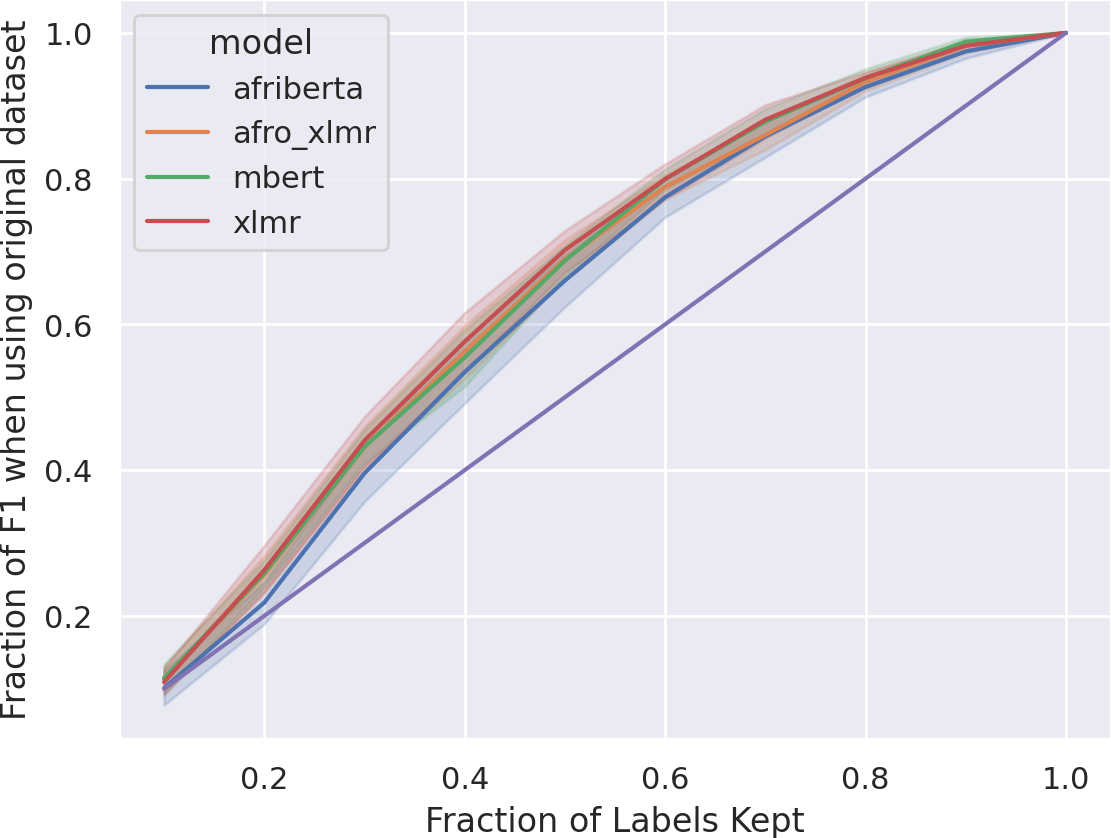 Fraction of F1 when using original dataset
1.0
0.8
0.6
0.4
0.2
model
afriberta
afro_xlmr
mbert
xlmr
0.2 0.4 0.6 0.8 1.0
Fraction of Labels Kept